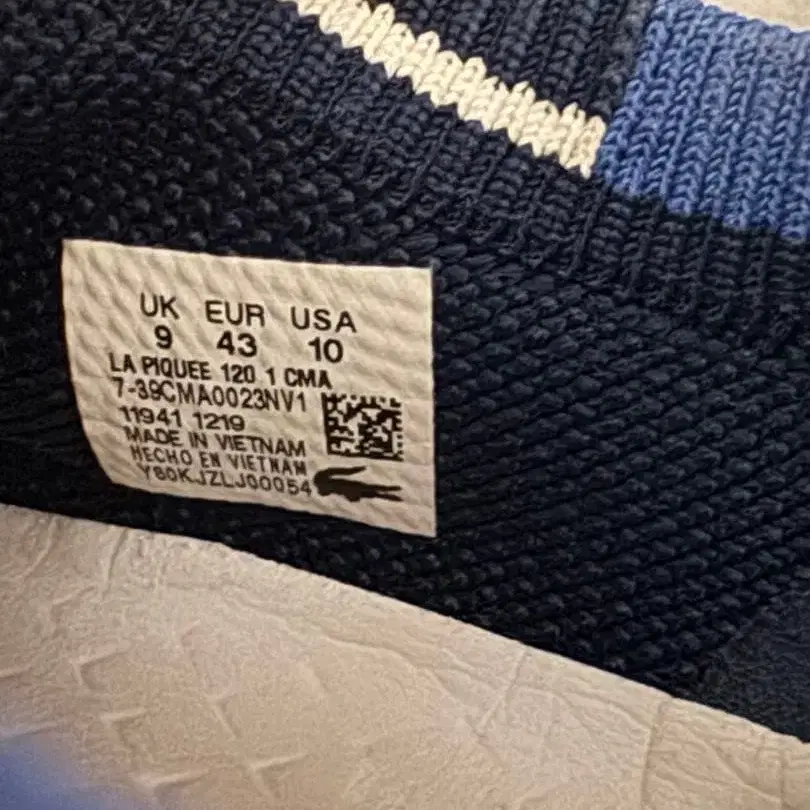 UK EUR USA
9 43 10
LA PIQUEE 120 1 CMA
7-39CMA0023NV1
11941 1219
MADE IN VIETNAM
HECHO EN VIETNAM
Y80KJZLJ00054